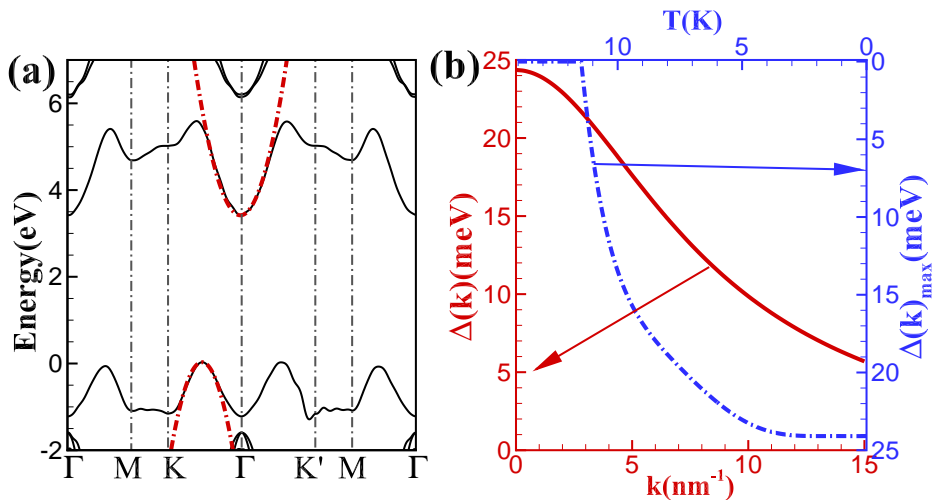 (a)
Energy(eV)
6
4
2
0
-2
Γ M K Γ K' M Γ
(b)
T(K)
10 5 0
Δ(k)(meV)
25
20
15
10
5
0
0 5 10 15
k(nm⁻¹)
0
5
10
15
20
25
Δ(k)max(meV)